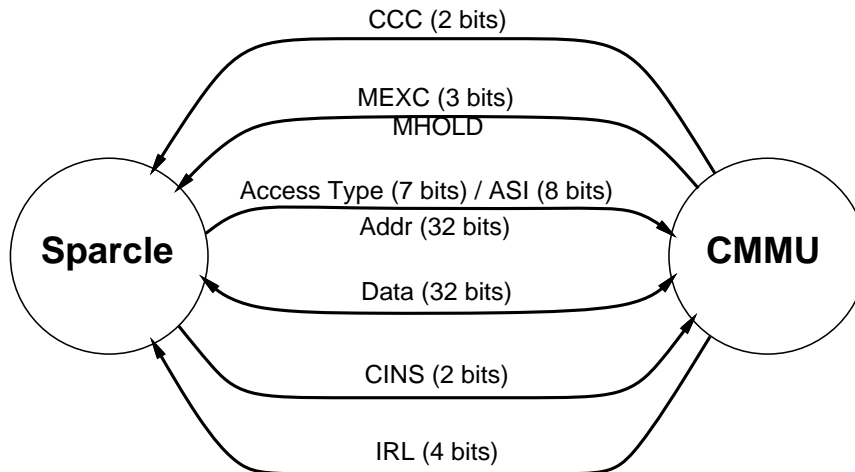 CCC (2 bits)
MEXC (3 bits)
MHOLD
Access Type (7 bits) / ASI (8 bits)
Addr (32 bits)
Sparcle
CMMU
Data (32 bits)
CINS (2 bits)
IRL (4 bits)